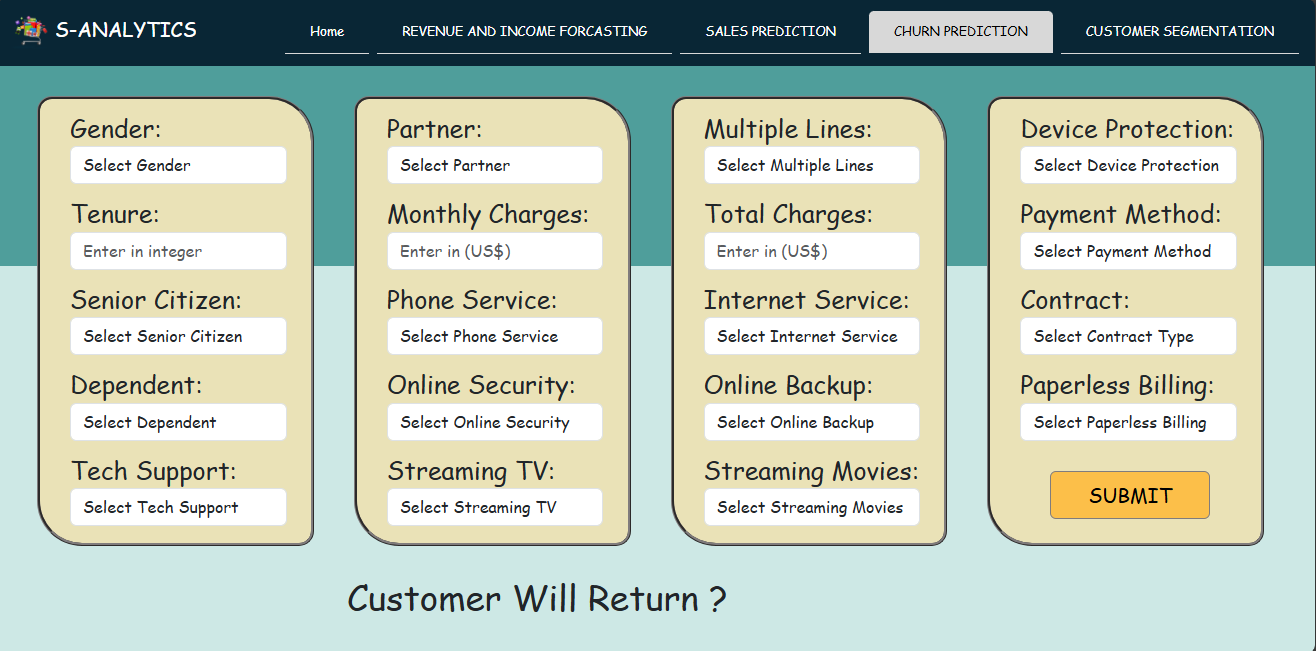 S-ANALYTICS
Home
REVENUE AND INCOME FORCASTING
SALES PREDICTION
CHURN PREDICTION
CUSTOMER SEGMENTATION
Gender:
Select Gender
Tenure:
Enter in integer
Senior Citizen:
Select Senior Citizen
Dependent:
Select Dependent
Tech Support:
Select Tech Support
Partner:
Select Partner
Monthly Charges:
Enter in (US$)
Phone Service:
Select Phone Service
Online Security:
Select Online Security
Streaming TV:
Select Streaming TV
Multiple Lines:
Select Multiple Lines
Total Charges:
Enter in (US$)
Internet Service:
Select Internet Service
Online Backup:
Select Online Backup
Streaming Movies:
Select Streaming Movies
Device Protection:
Select Device Protection
Payment Method:
Select Payment Method
Contract:
Select Contract Type
Paperless Billing:
Select Paperless Billing
SUBMIT
Customer Will Return ?